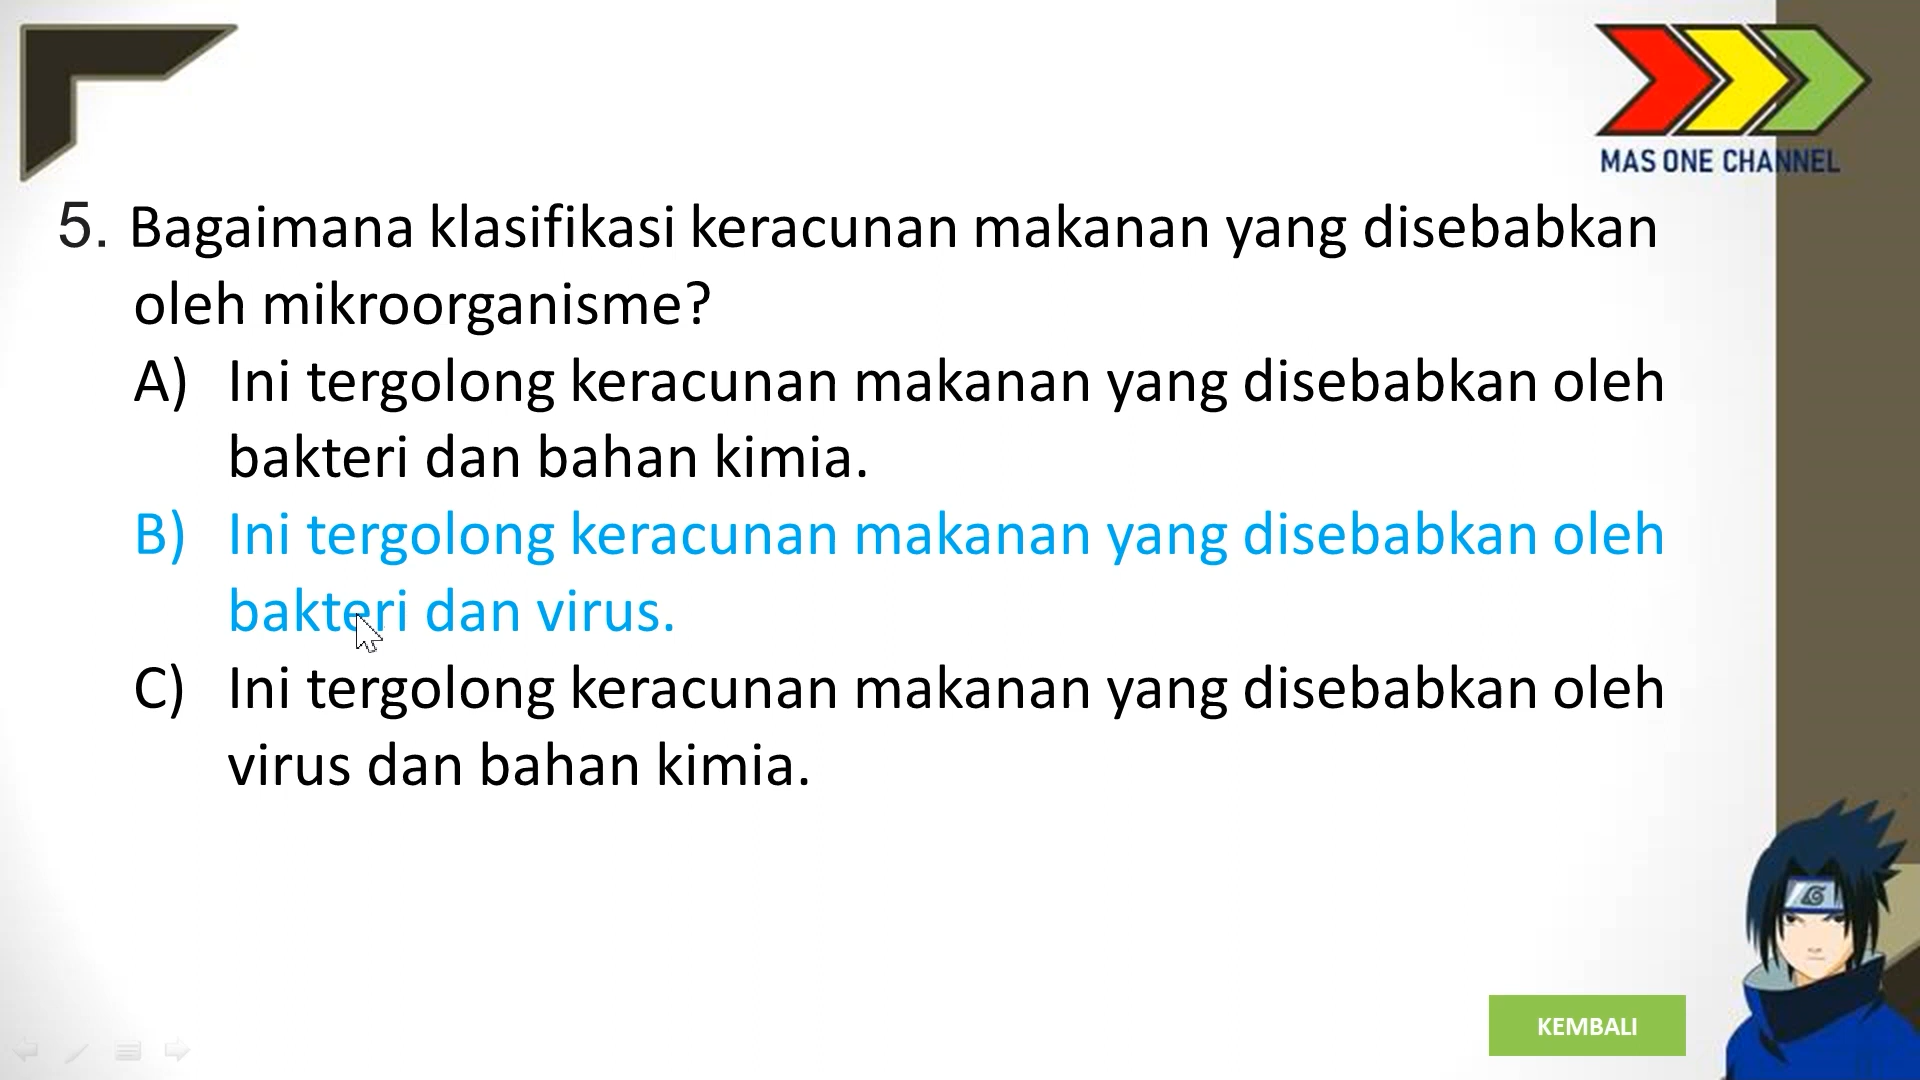 MAS ONE CHANNEL
5. Bagaimana klasifikasi keracunan makanan yang disebabkan
oleh mikroorganisme?
A) Ini tergolong keracunan makanan yang disebabkan oleh
bakteri dan bahan kimia.
B) Ini tergolong keracunan makanan yang disebabkan oleh
bakteri dan virus.
C) Ini tergolong keracunan makanan yang disebabkan oleh
virus dan bahan kimia.
KEMBALI